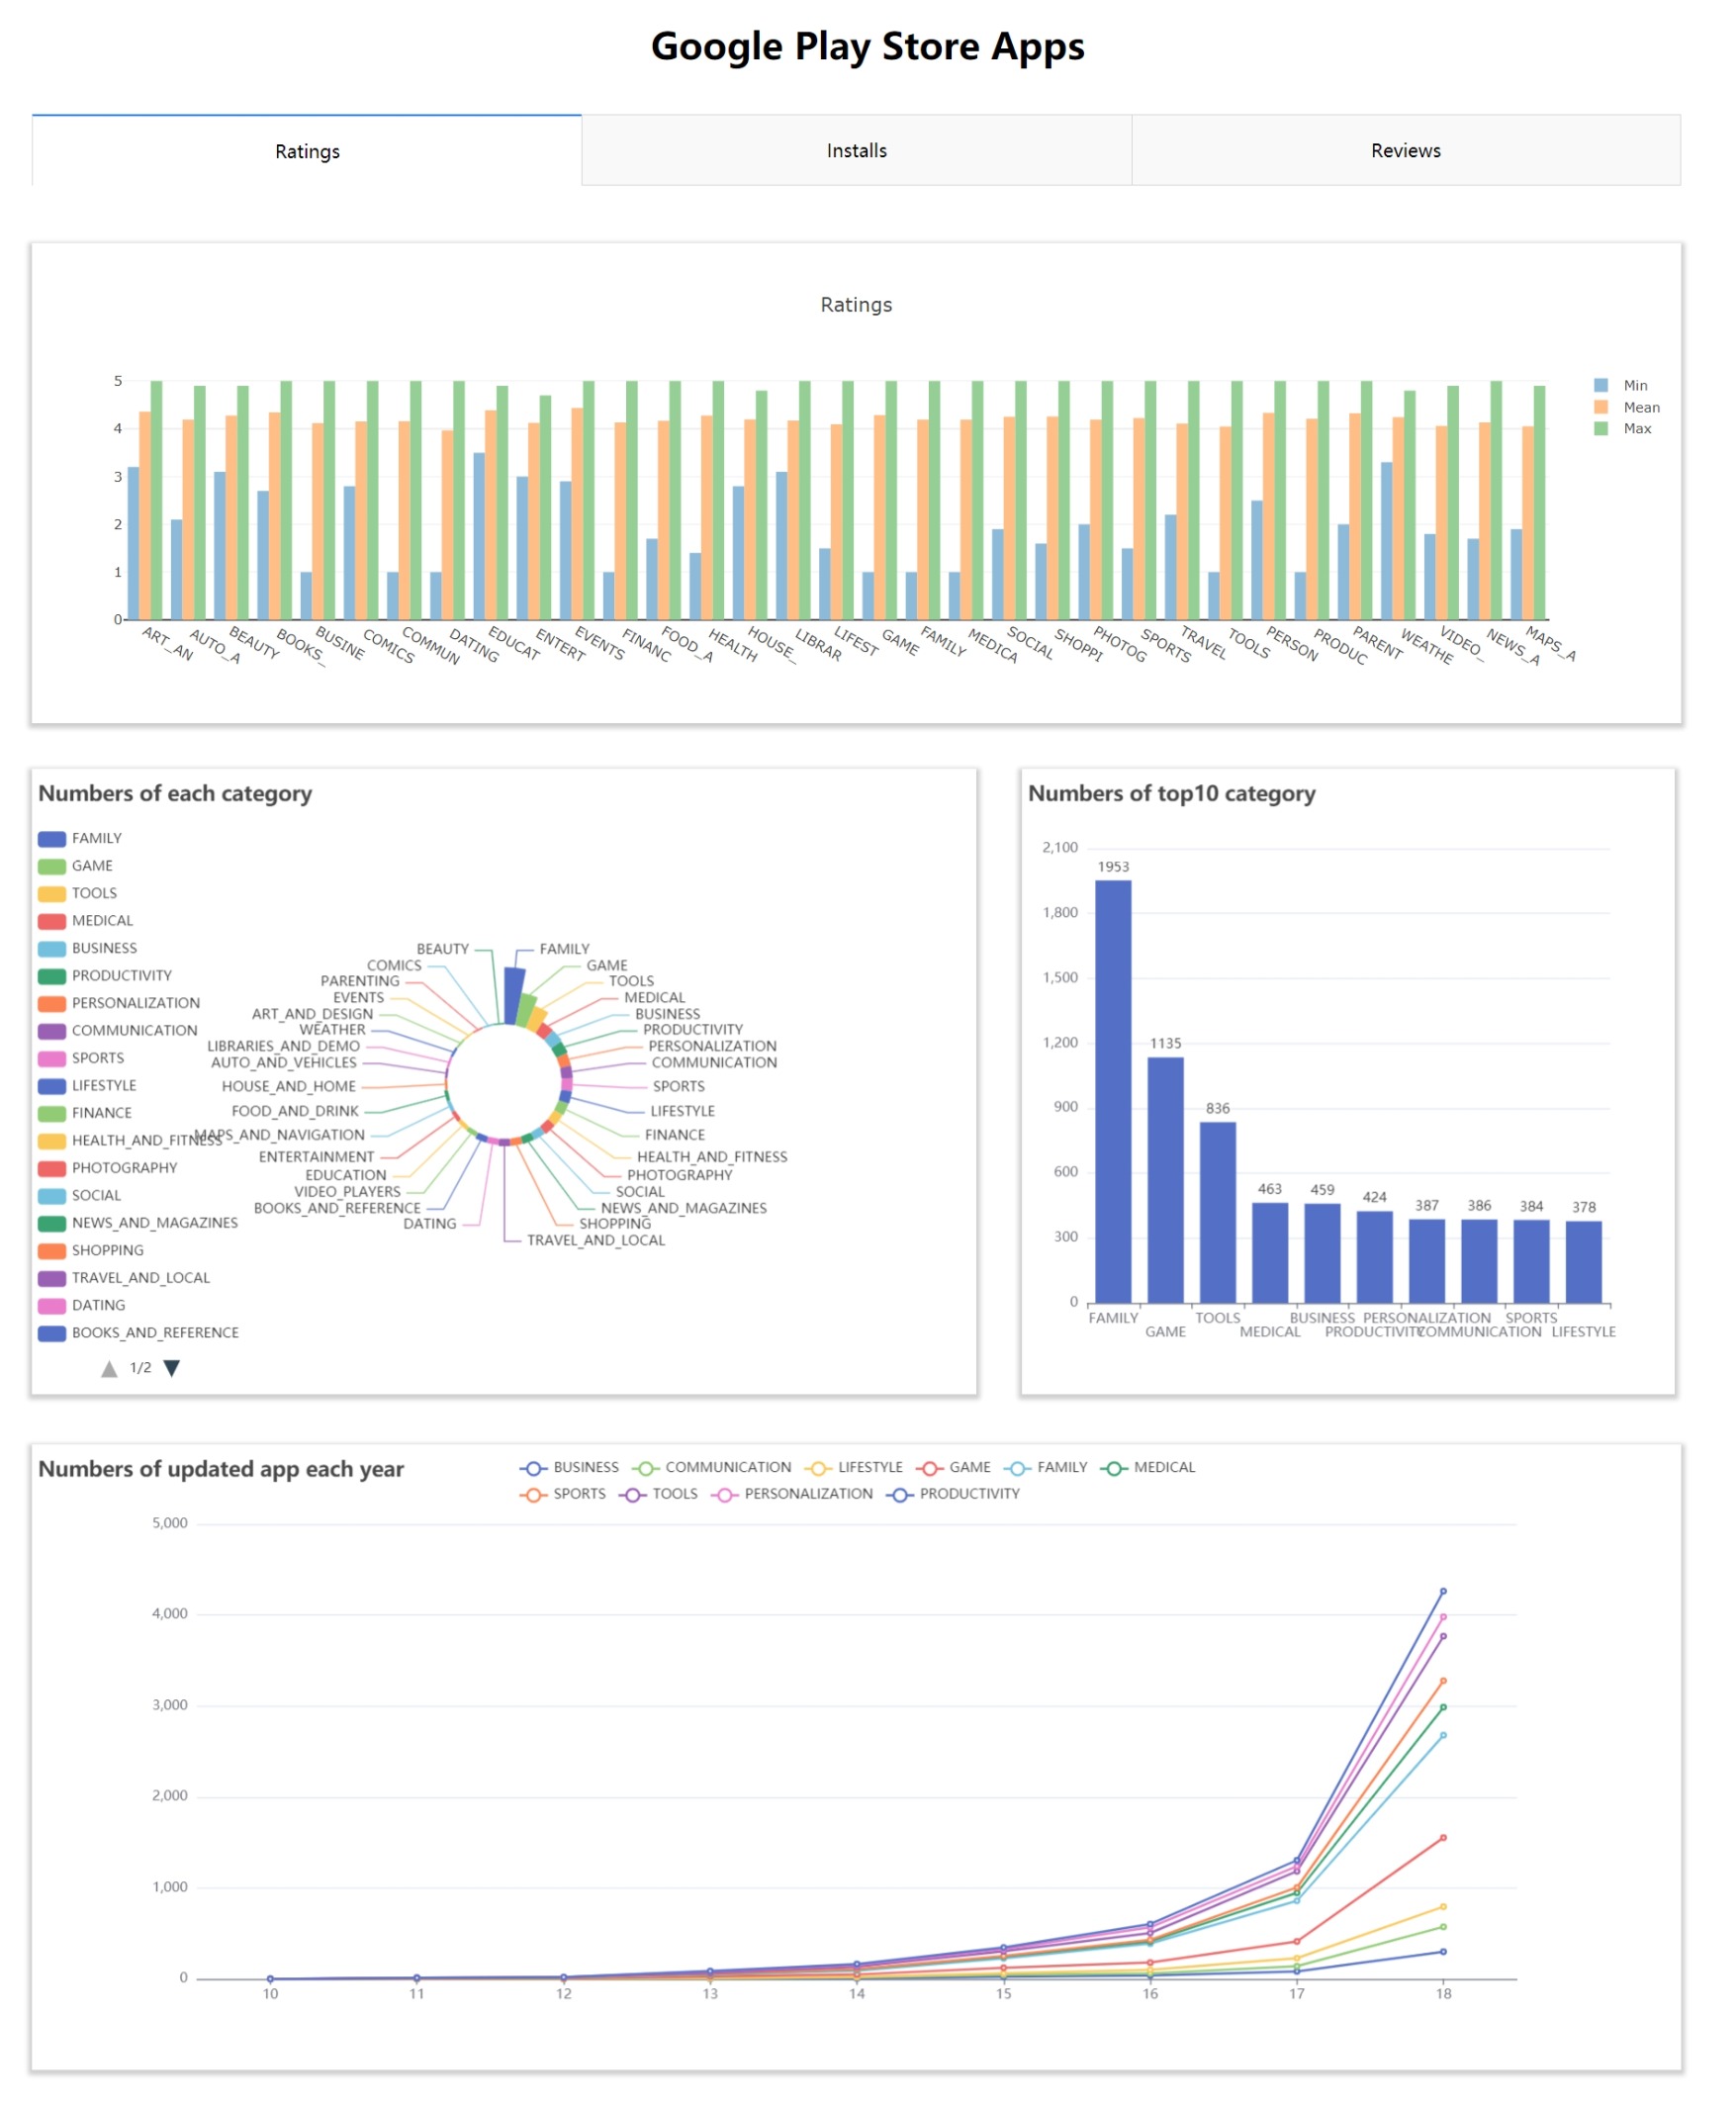 Google Play Store Apps
Ratings
Installs
Reviews
Ratings
5
4
3
2
1
0
Min
Mean
Max
ART_AN
AUTO_A
BEAUTY
BOOKS_
BUSINE
COMICS
COMMUN
DATING
EDUCAT
ENTERT
EVENTS
FINANC
FOOD_A
HEALTH
HOUSE_
LIBRAR
LIFEST
GAME
FAMILY
MEDICA
SOCIAL
SHOPPI
PHOTOG
SPORTS
TRAVEL
TOOLS
PERSON
PRODUC
PARENT
WEATHE
VIDEO_
NEWS_A
MAPS_A
Numbers of each category
FAMILY
GAME
TOOLS
MEDICAL
BUSINESS
PRODUCTIVITY
PERSONALIZATION
COMMUNICATION
SPORTS
LIFESTYLE
FINANCE
HEALTH_AND_FITNESS
PHOTOGRAPHY
SOCIAL
NEWS_AND_MAGAZINES
SHOPPING
TRAVEL_AND_LOCAL
DATING
BOOKS_AND_REFERENCE
1/2
BEAUTY
COMICS
PARENTING
EVENTS
ART_AND_DESIGN
WEATHER
LIBRARIES_AND_DEMO
AUTO_AND_VEHICLES
HOUSE_AND_HOME
FOOD_AND_DRINK
MAPS_AND_NAVIGATION
ENTERTAINMENT
EDUCATION
VIDEO_PLAYERS
BOOKS_AND_REFERENCE
DATING
FAMILY
GAME
TOOLS
MEDICAL
BUSINESS
PRODUCTIVITY
PERSONALIZATION
COMMUNICATION
SPORTS
LIFESTYLE
FINANCE
HEALTH_AND_FITNESS
PHOTOGRAPHY
SOCIAL
NEWS_AND_MAGAZINES
SHOPPING
TRAVEL_AND_LOCAL
Numbers of top10 category
2,100
1,800
1,500
1,200
900
600
300
0
1953
1135
836
463
459
424
387
386
384
378
FAMILY
GAME
TOOLS
MEDICAL
BUSINESS
PRODUCTIVITY
PERSONALIZATION
COMMUNICATION
SPORTS
LIFESTYLE
Numbers of updated app each year
BUSINESS COMMUNICATION LIFESTYLE GAME FAMILY MEDICAL
SPORTS TOOLS PERSONALIZATION PRODUCTIVITY
5,000
4,000
3,000
2,000
1,000
0
10 11 12 13 14 15 16 17 18